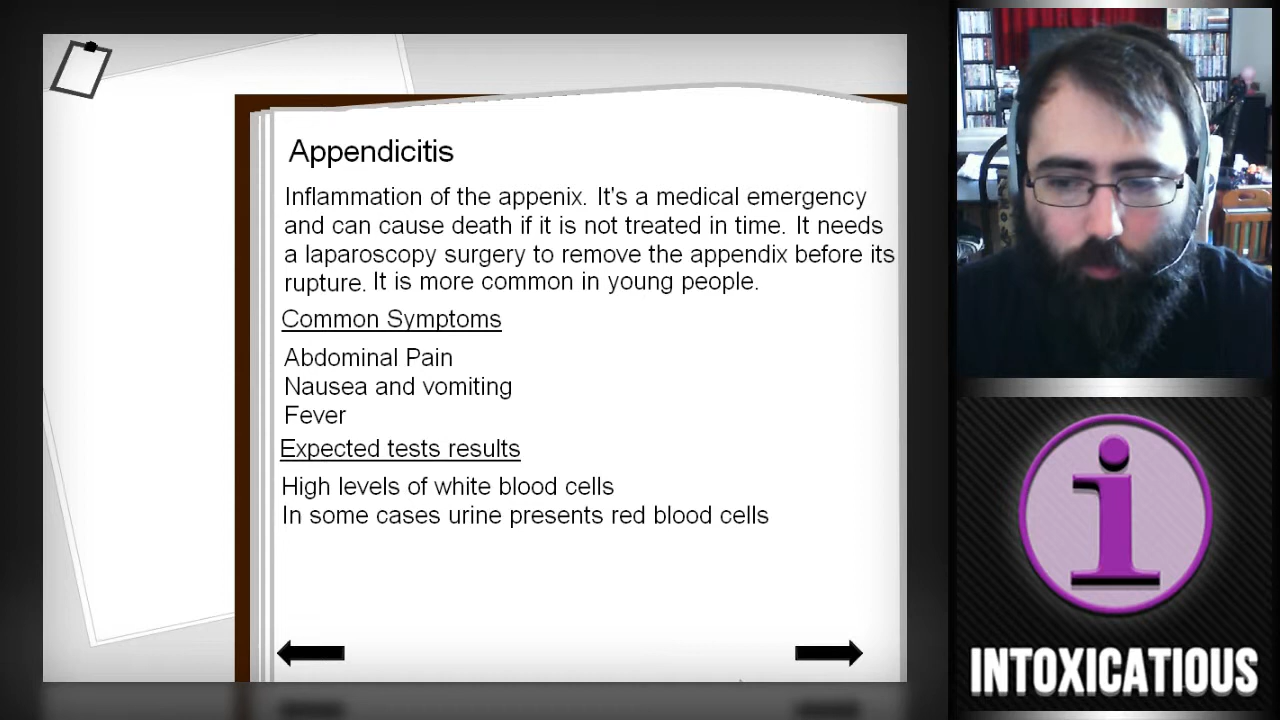 Appendicitis
Inflammation of the appenix. It's a medical emergency
and can cause death if it is not treated in time. It needs
a laparoscopy surgery to remove the appendix before its
rupture. It is more common in young people.
Common Symptoms
Abdominal Pain
Nausea and vomiting
Fever
Expected tests results
High levels of white blood cells
In some cases urine presents red blood cells
i
INTOXICATIOUS